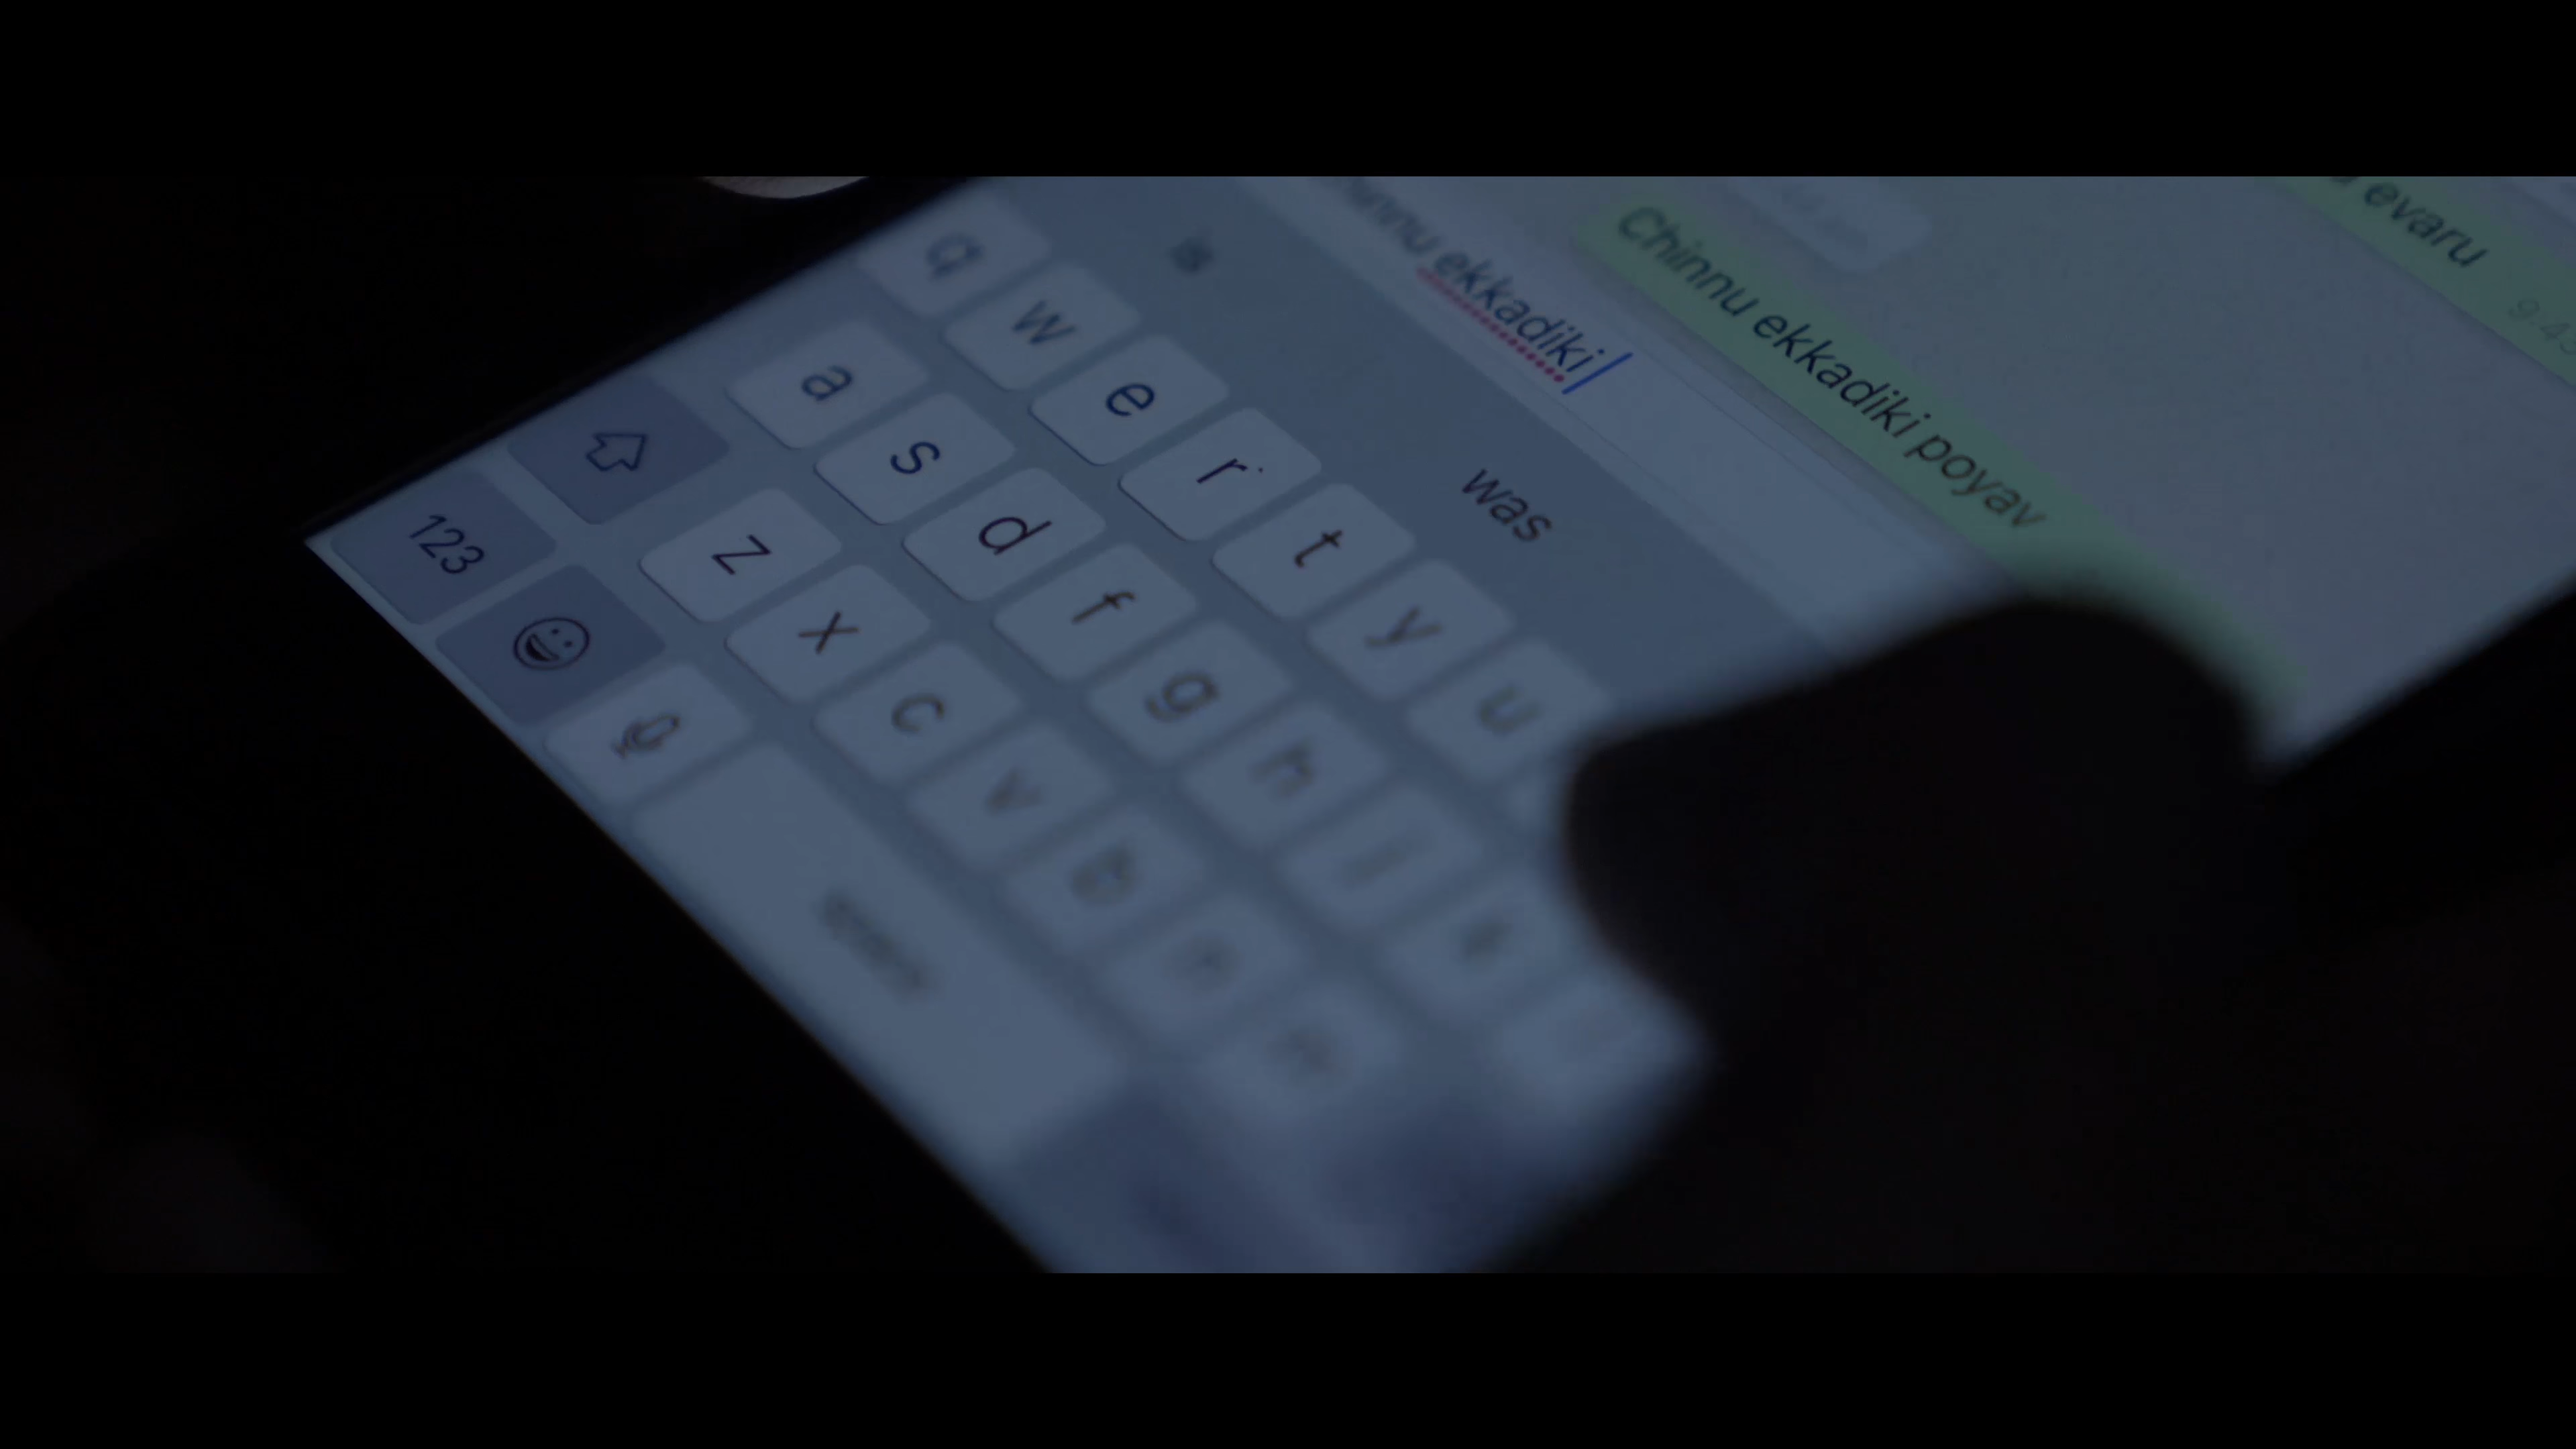 evaru
Chinnu ekkadiki poyav
ekkadiki
was
q w e r t y u
a s d f g h j k
z x c v
123